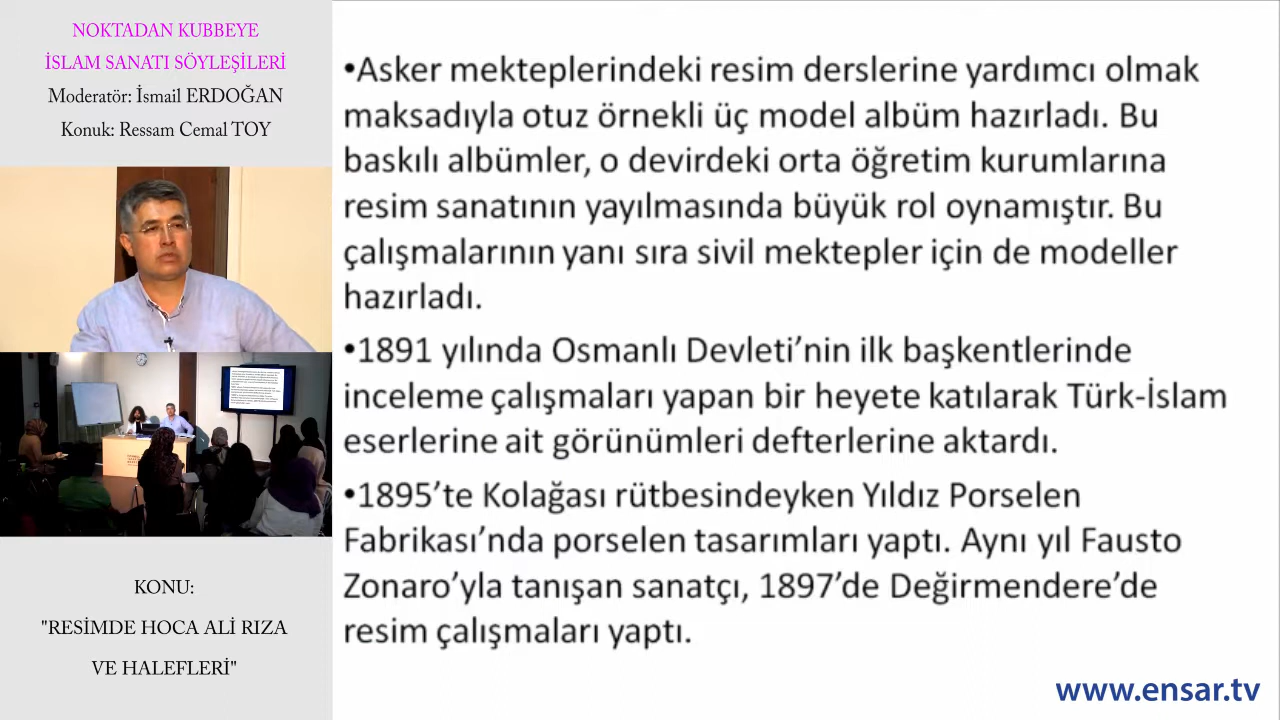 NOKTADAN KUBBEYE
İSLAM SANATI SÖYLEŞİLERİ
Moderatör: İsmail ERDOĞAN
Konuk: Ressam Cemal TOY
KONU:
"RESİMDE HOCA ALİ RIZA
VE HALEFLERİ"
•Asker mekteplerindeki resim derslerine yardımcı olmak
maksadıyla otuz örnekli üç model albüm hazırladı. Bu
baskılı albümler, o devirdeki orta öğretim kurumlarına
resim sanatının yayılmasında büyük rol oynamıştır. Bu
çalışmalarının yanı sıra sivil mektepler için de modeller
hazırladı.
•1891 yılında Osmanlı Devleti’nin ilk başkentlerinde
inceleme çalışmaları yapan bir heyete katılarak Türk-İslam
eserlerine ait görünümleri defterlerine aktardı.
•1895’te Kolağası rütbesindeyken Yıldız Porselen
Fabrikası’nda porselen tasarımları yaptı. Aynı yıl Fausto
Zonaro’yla tanışan sanatçı, 1897’de Değirmendere’de
resim çalışmaları yaptı.
www.ensar.tv